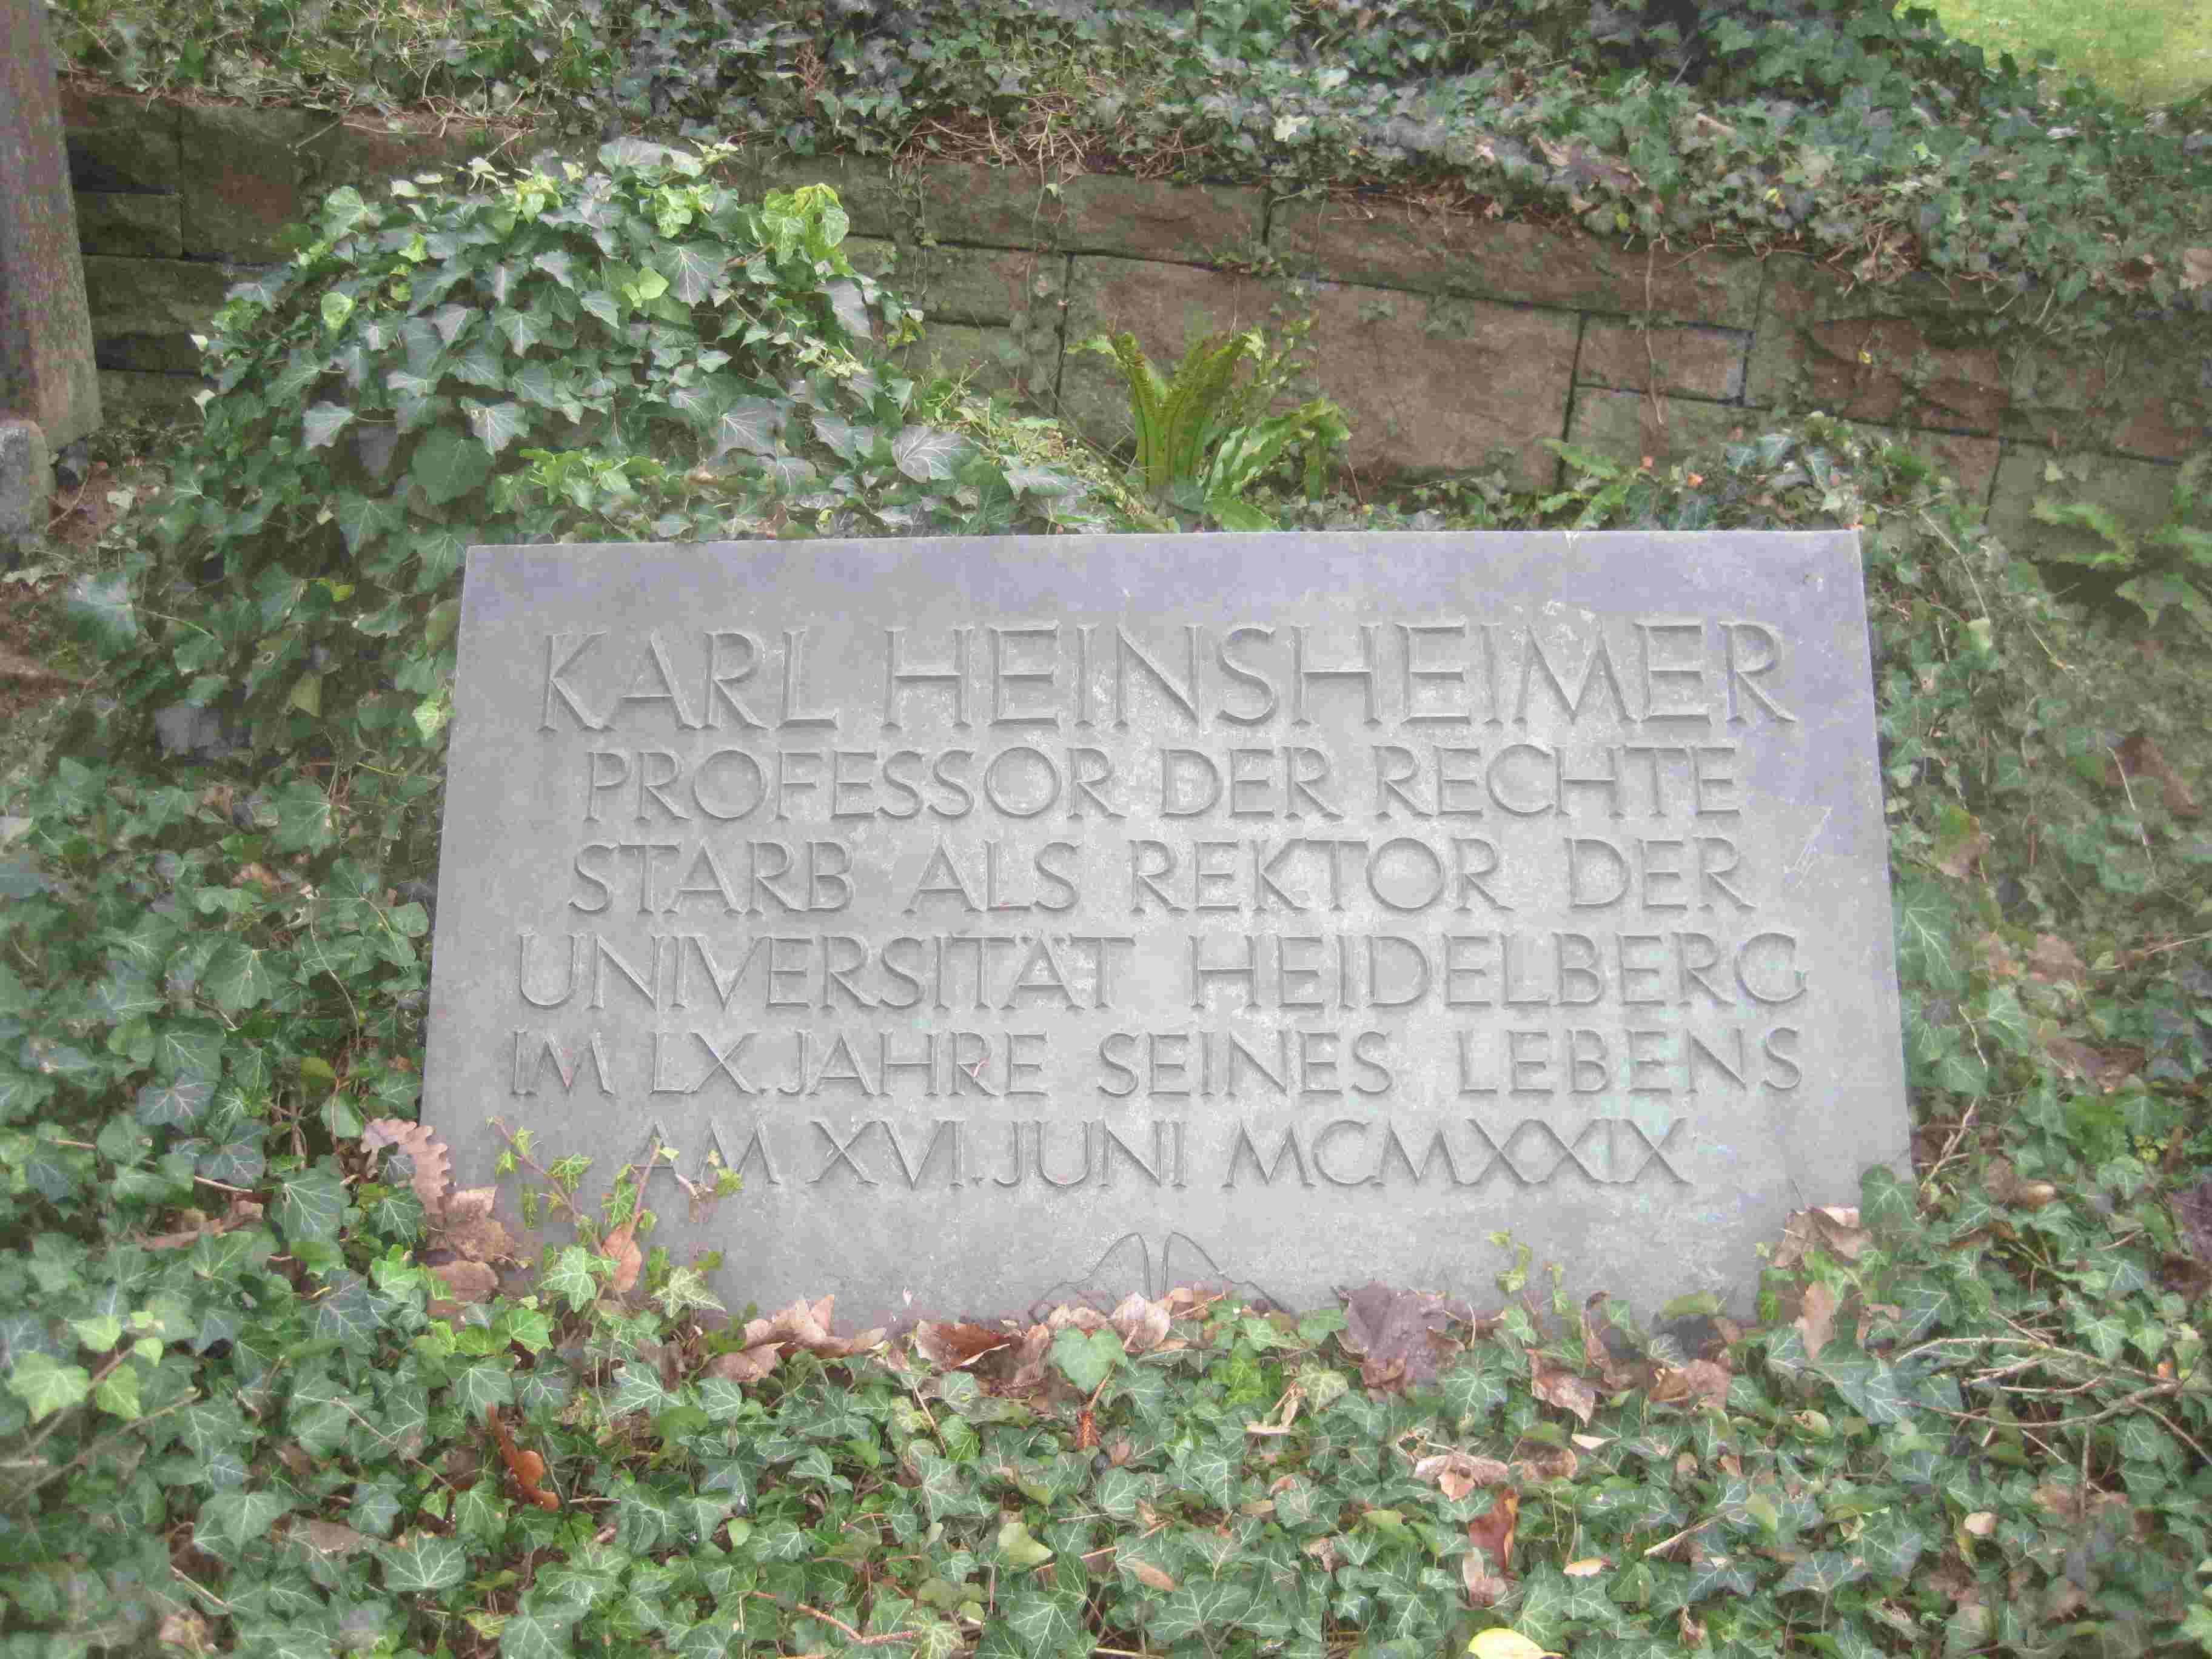 KARL HEINSHEIMER
PROFESSOR DER RECHTE
STARB ALS REKTOR DER
UNIVERSITÄT HEIDELBERG
IM LX. JAHRE SEINES LEBENS
AM XVI. JUNI MCMXXIX